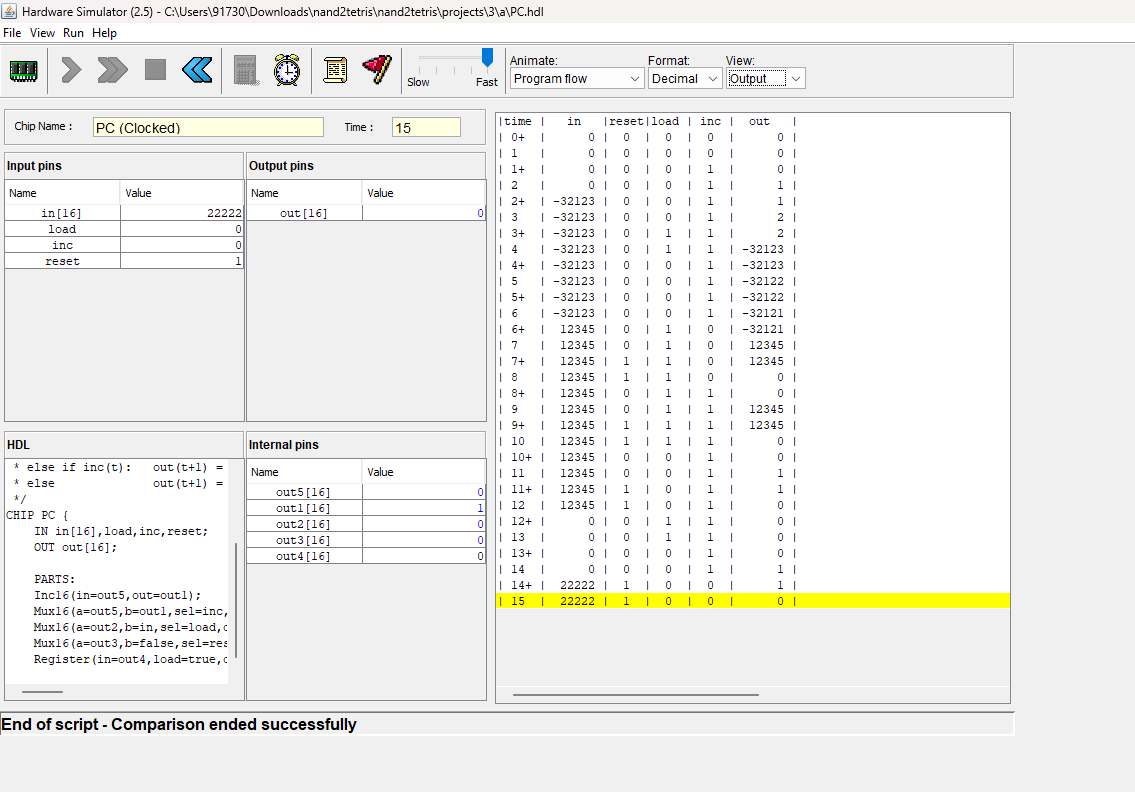 Hardware Simulator (2.5) - C:\Users\91730\Downloads\nand2tetris\nand2tetris\projects\3\a\PC.hdl
File View Run Help
Slow Fast
Animate: Format: View:
Program flow Decimal Output
Chip Name : PC (Clocked) Time : 15
Input pins
Name Value
in[16] 22222
load 0
inc 0
reset 1
Output pins
Name Value
out[16] 0
HDL
* else if inc(t): out(t+1) =
* else out(t+1) =
*/
CHIP PC {
IN in[16],load,inc,reset;
OUT out[16];
PARTS:
Inc16(in=out5,out=out1);
Mux16(a=out5,b=out1,sel=inc,
Mux16(a=out2,b=in,sel=load,o
Mux16(a=out3,b=false,sel=res
Register(in=out4,load=true,o
Internal pins
Name Value
out5[16] 0
out1[16] 1
out2[16] 0
out3[16] 0
out4[16] 0
|time | in |reset|load | inc | out |
| 0+ | 0 | 0 | 0 | 0 | 0 |
| 1 | 0 | 0 | 0 | 0 | 0 |
| 1+ | 0 | 0 | 0 | 1 | 0 |
| 2 | 0 | 0 | 0 | 1 | 1 |
| 2+ | -32123 | 0 | 0 | 1 | 1 |
| 3 | -32123 | 0 | 0 | 1 | 2 |
| 3+ | -32123 | 0 | 1 | 1 | 2 |
| 4 | -32123 | 0 | 1 | 1 | -32123 |
| 4+ | -32123 | 0 | 0 | 1 | -32123 |
| 5 | -32123 | 0 | 0 | 1 | -32122 |
| 5+ | -32123 | 0 | 0 | 1 | -32122 |
| 6 | -32123 | 0 | 0 | 1 | -32121 |
| 6+ | 12345 | 0 | 1 | 0 | -32121 |
| 7 | 12345 | 0 | 1 | 0 | 12345 |
| 7+ | 12345 | 1 | 1 | 0 | 12345 |
| 8 | 12345 | 1 | 1 | 0 | 0 |
| 8+ | 12345 | 0 | 1 | 1 | 0 |
| 9 | 12345 | 0 | 1 | 1 | 12345 |
| 9+ | 12345 | 1 | 1 | 1 | 12345 |
| 10 | 12345 | 1 | 1 | 1 | 0 |
| 10+ | 12345 | 0 | 0 | 1 | 0 |
| 11 | 12345 | 0 | 0 | 1 | 1 |
| 11+ | 12345 | 1 | 0 | 1 | 1 |
| 12 | 12345 | 1 | 0 | 1 | 0 |
| 12+ | 0 | 0 | 1 | 1 | 0 |
| 13 | 0 | 0 | 1 | 1 | 0 |
| 13+ | 0 | 0 | 0 | 1 | 0 |
| 14 | 0 | 0 | 0 | 1 | 1 |
| 14+ | 22222 | 1 | 0 | 0 | 1 |
| 15 | 22222 | 1 | 0 | 0 | 0 |
End of script - Comparison ended successfully